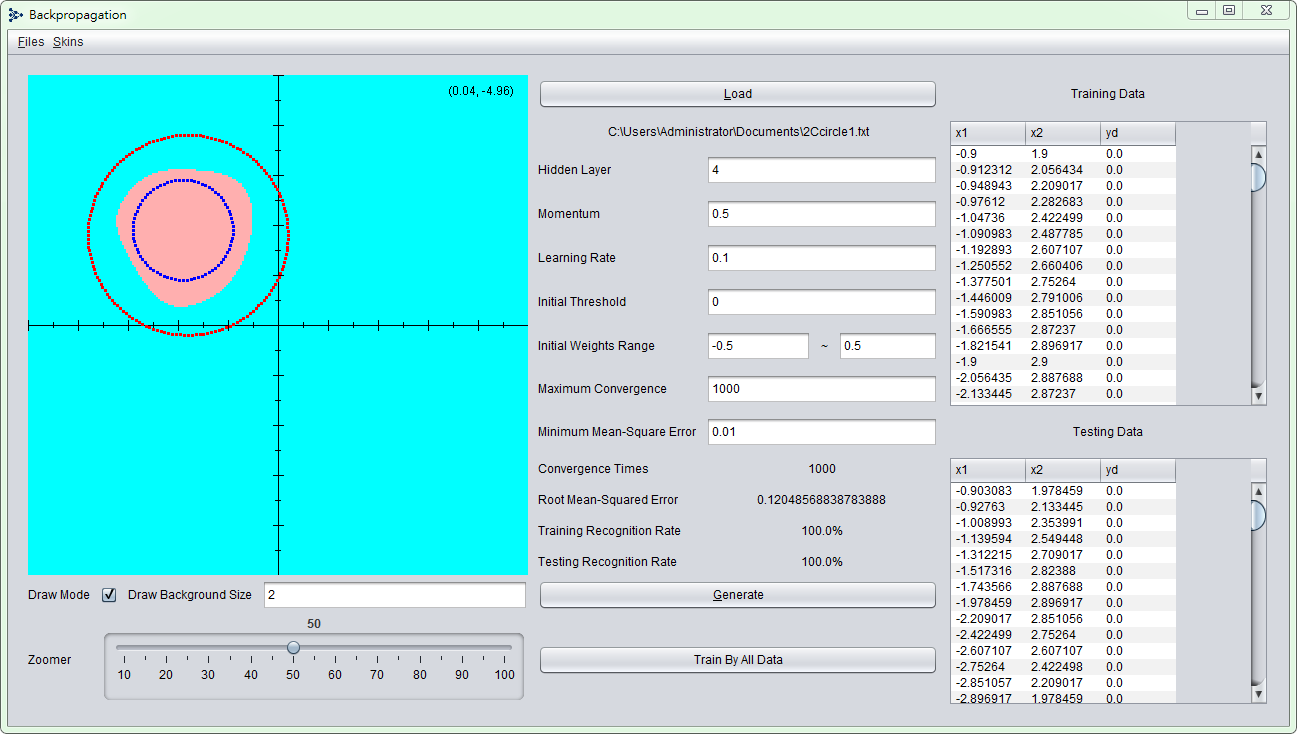 Backpropagation
Files Skins
(0.04, -4.96)
Load
C:\Users\Administrator\Documents\2Ccircle1.txt
Hidden Layer 4
Momentum 0.5
Learning Rate 0.1
Initial Threshold 0
Initial Weights Range -0.5 ~ 0.5
Maximum Convergence 1000
Minimum Mean-Square Error 0.01
Convergence Times 1000
Root Mean-Squared Error 0.12048568838783888
Training Recognition Rate 100.0%
Testing Recognition Rate 100.0%
Generate
Train By All Data
Draw Mode Draw Background Size 2
50
Zoomer
10 20 30 40 50 60 70 80 90 100
Training Data
x1 x2 yd
-0.9 1.9 0.0
-0.912312 2.056434 0.0
-0.948943 2.209017 0.0
-0.97612 2.282683 0.0
-1.04736 2.422499 0.0
-1.090983 2.487785 0.0
-1.192893 2.607107 0.0
-1.250552 2.660406 0.0
-1.377501 2.75264 0.0
-1.446009 2.791006 0.0
-1.590983 2.851056 0.0
-1.666555 2.87237 0.0
-1.821541 2.896917 0.0
-1.9 2.9 0.0
-2.056435 2.887688 0.0
-2.133445 2.87237 0.0
Testing Data
x1 x2 yd
-0.903083 1.978459 0.0
-0.92763 2.133445 0.0
-1.008993 2.353991 0.0
-1.139594 2.549448 0.0
-1.312215 2.709017 0.0
-1.517316 2.82388 0.0
-1.743566 2.887688 0.0
-1.978459 2.896917 0.0
-2.209017 2.851056 0.0
-2.422499 2.75264 0.0
-2.607107 2.607107 0.0
-2.75264 2.422498 0.0
-2.851057 2.209017 0.0
-2.896917 1.978459 0.0